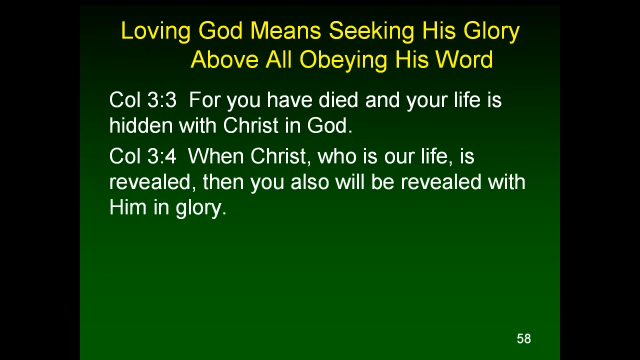 Loving God Means Seeking His Glory
Above All Obeying His Word
Col 3:3  For you have died and your life is
hidden with Christ in God.
Col 3:4  When Christ, who is our life, is
revealed, then you also will be revealed with
Him in glory.
58